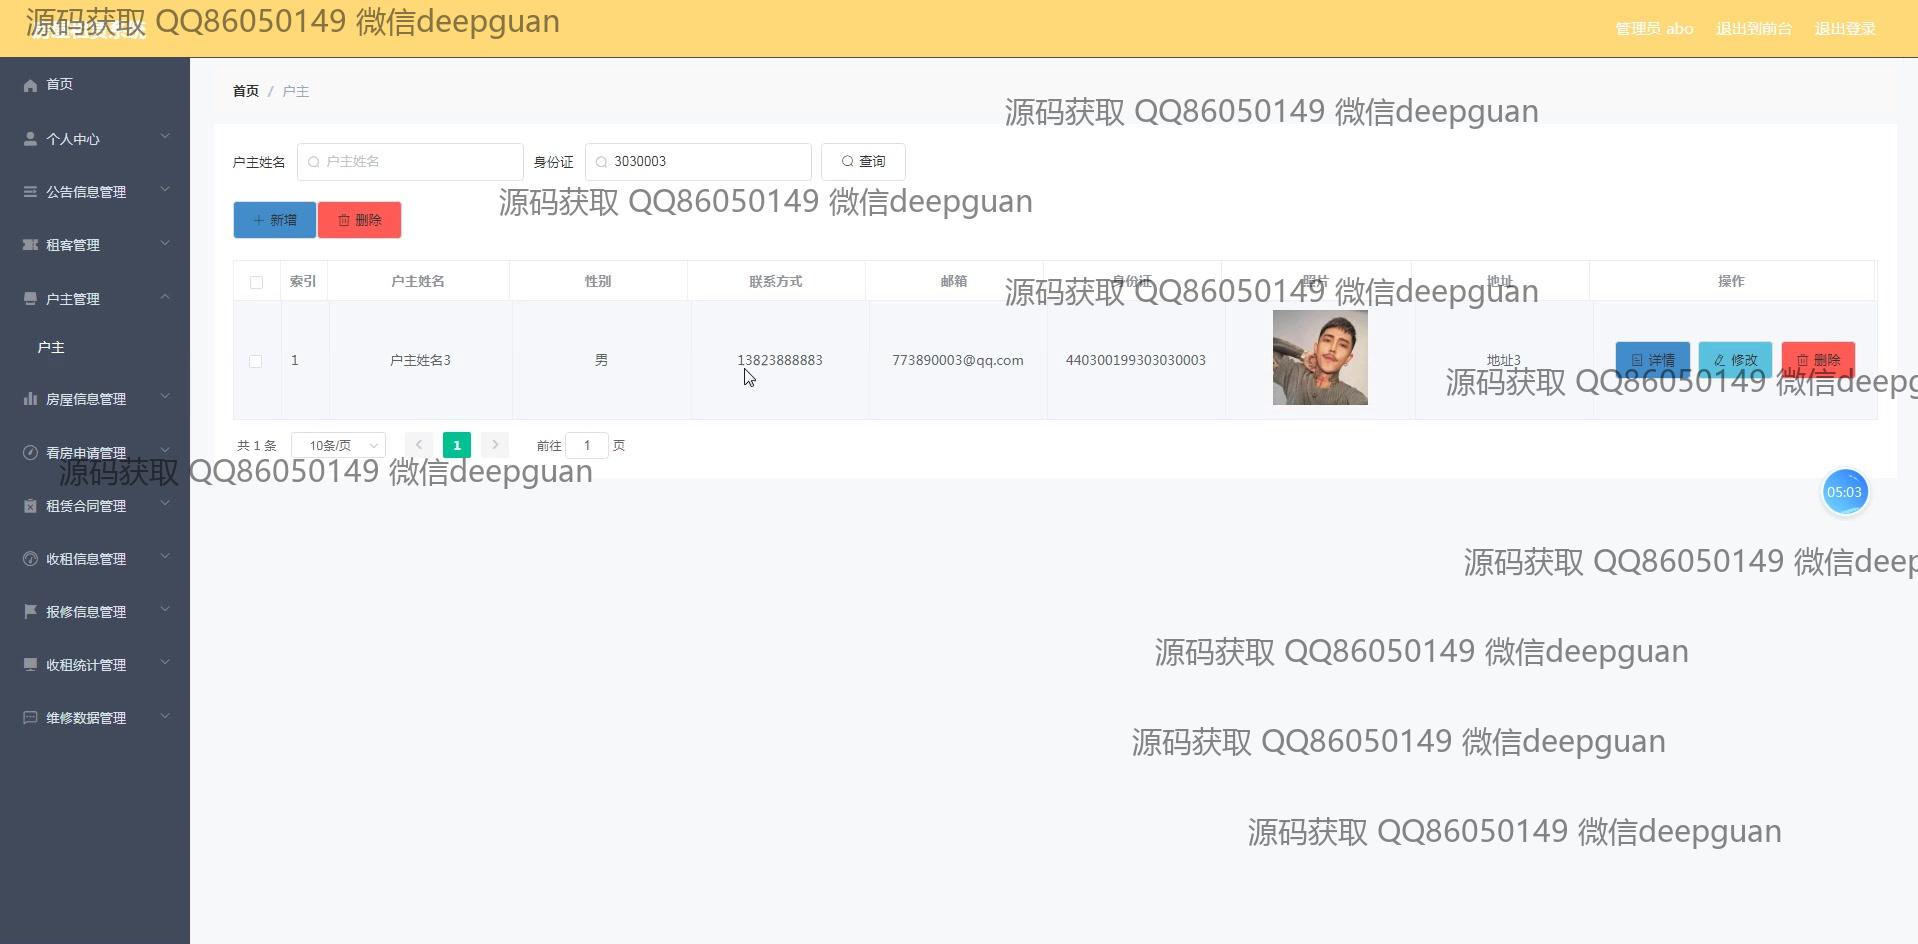 源码获取 QQ86050149 微信deepguan
管理员 abo 退出到前台 退出登录
首页
个人中心
公告信息管理
租客管理
户主管理
户主
房屋信息管理
看房申请管理
租赁合同管理
收租信息管理
报修信息管理
收租统计管理
维修数据管理
首页 / 户主
源码获取 QQ86050149 微信deepguan
户主姓名 户主姓名 身份证 3030003 查询
源码获取 QQ86050149 微信deepguan
新增 删除
索引 户主姓名 性别 联系方式 邮箱 身份证 照片 地址 操作
源码获取 QQ86050149 微信deepguan
1 户主姓名3 男 13823888883 773890003@qq.com 440300199303030003 地址3 详情 修改 删除
源码获取 QQ86050149 微信deepg
共 1 条 10条/页 1 前往 1 页
源码获取 QQ86050149 微信deepguan
05:03
源码获取 QQ86050149 微信deep
源码获取 QQ86050149 微信deepguan
源码获取 QQ86050149 微信deepguan
源码获取 QQ86050149 微信deepguan